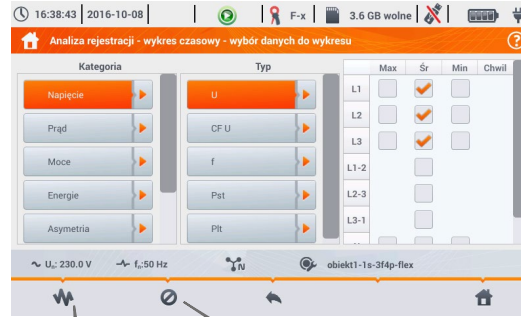 16:38:43 2016-10-08 F-x 3.6 GB wolne
Analiza rejestracji - wykres czasowy - wybór danych do wykresu ?
Kategoria Typ Max Śr Min Chwil
Napięcie U L1
Prąd CF U L2
Moce f L3
Energie Pst L1-2
Asymetria Plt L2-3
L3-1
Uₙ: 230.0 V fₙ:50 Hz N obiekt1-1s-3f4p-flex